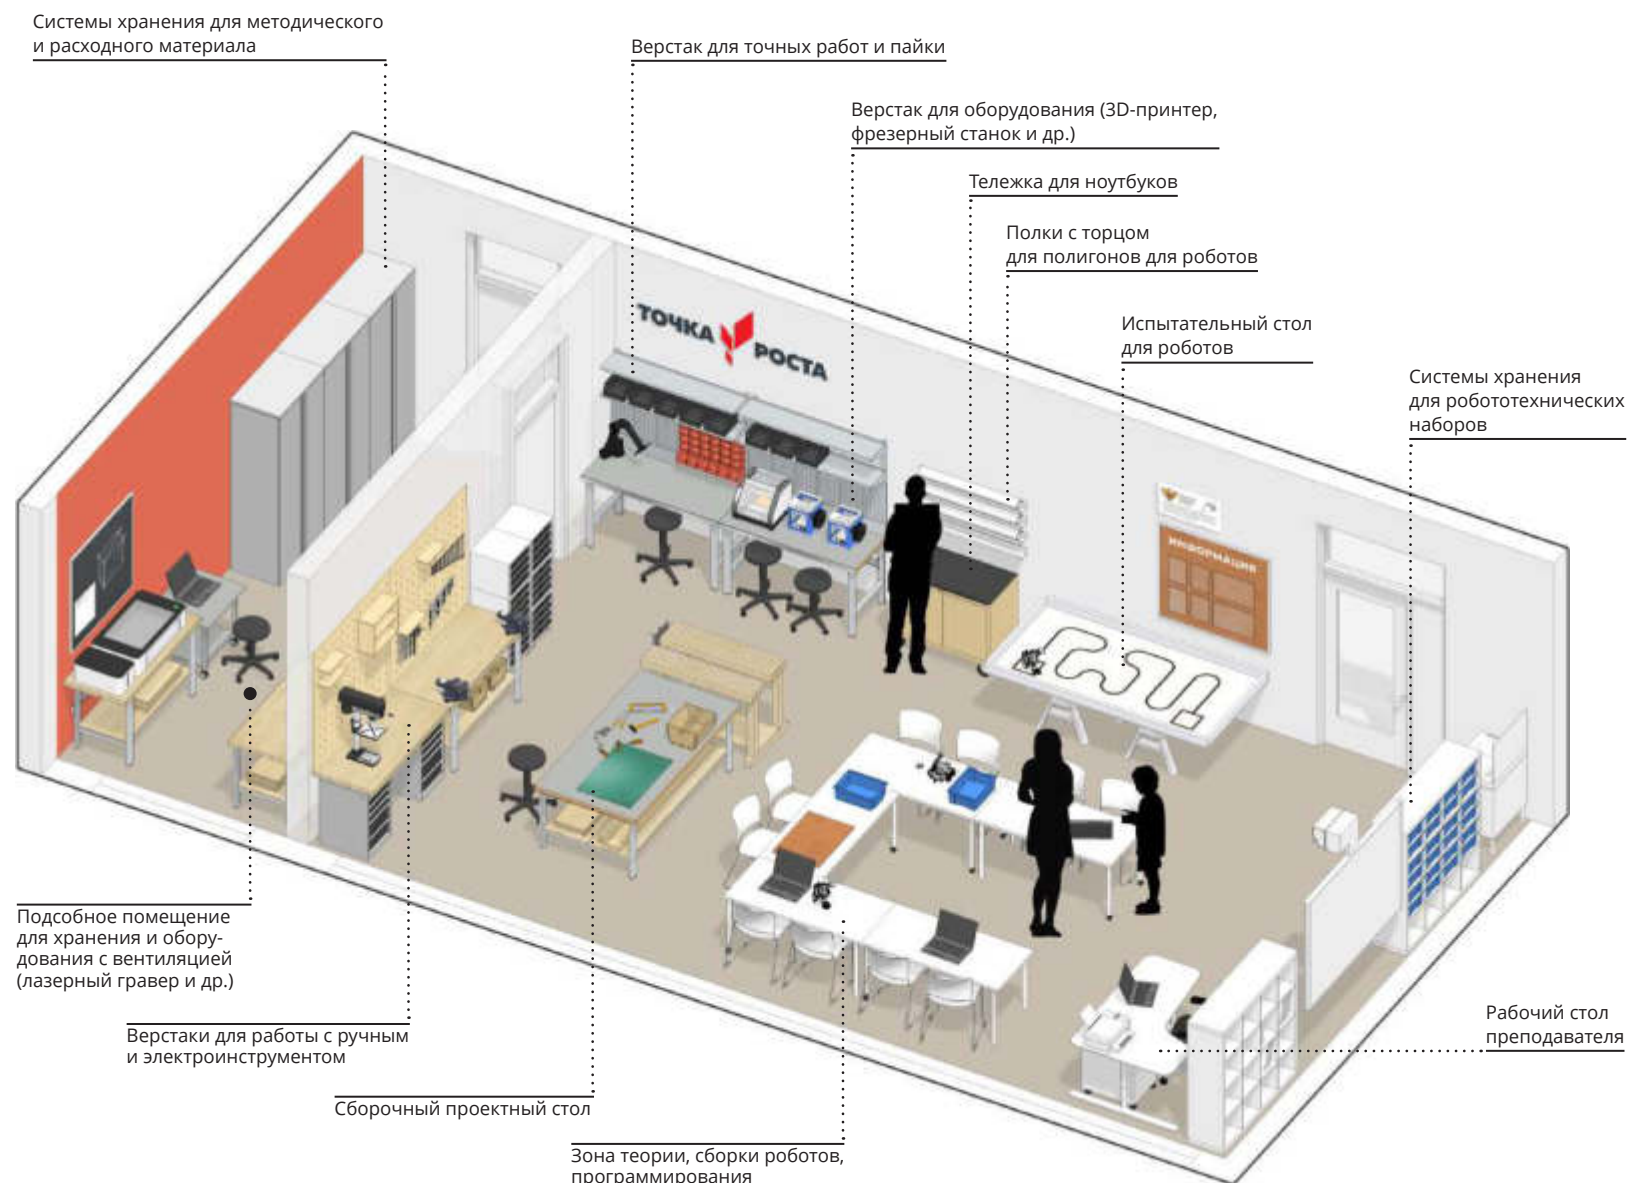 Системы хранения для методического
и расходного материала
Верстак для точных работ и пайки
Верстак для оборудования (3D-принтер,
фрезерный станок и др.)
Тележка для ноутбуков
Полки с торцом
для полигонов для роботов
Испытательный стол
для роботов
Системы хранения
для робототехнических
наборов
ТОЧКА
РОСТА
ИНФОРМАЦИЯ
Подсобное помещение
для хранения и обору-
дования с вентиляцией
(лазерный гравер и др.)
Верстаки для работы с ручным
и электроинструментом
Сборочный проектный стол
Зона теории, сборки роботов,
программирования
Рабочий стол
преподавателя